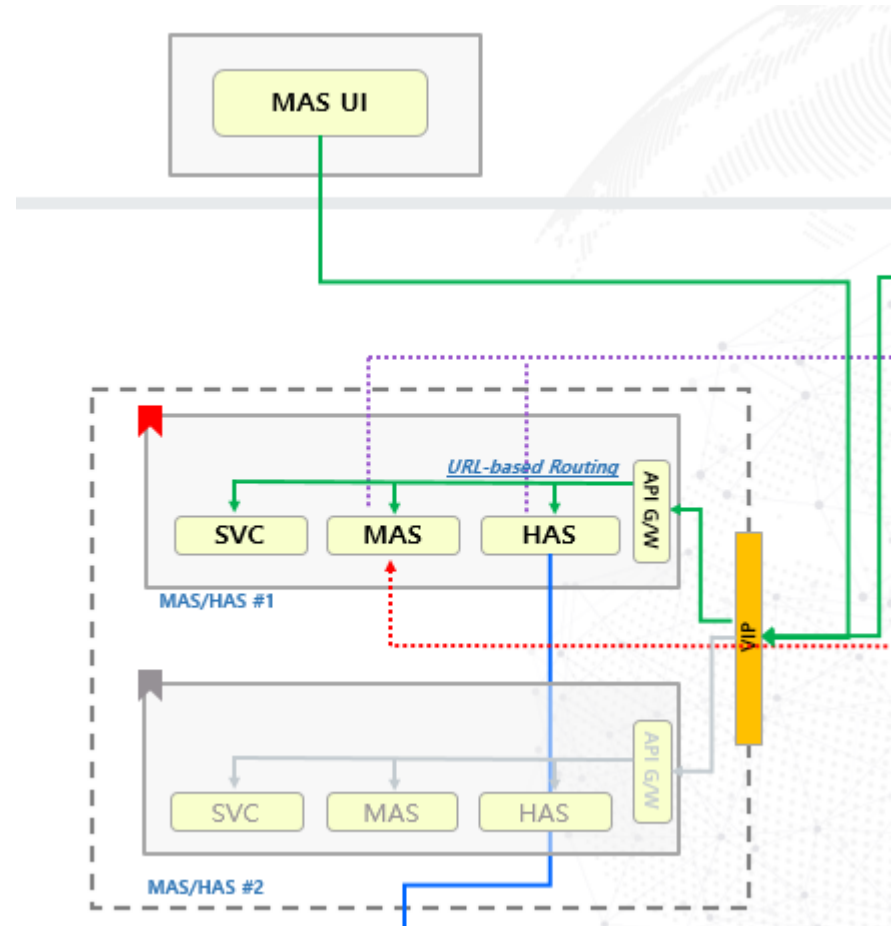 MAS UI
URL-based Routing
API G/W
SVC
MAS
HAS
MAS/HAS #1
VIP
API G/W
SVC
MAS
HAS
MAS/HAS #2